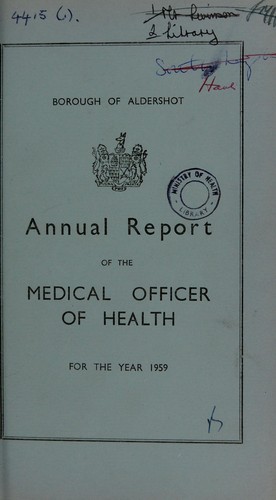 4415 (1).
& Library
BOROUGH OF ALDERSHOT
MINISTRY OF HEALTH
LIBRARY
Annual Report
OF THE
MEDICAL OFFICER
OF HEALTH
FOR THE YEAR 1959